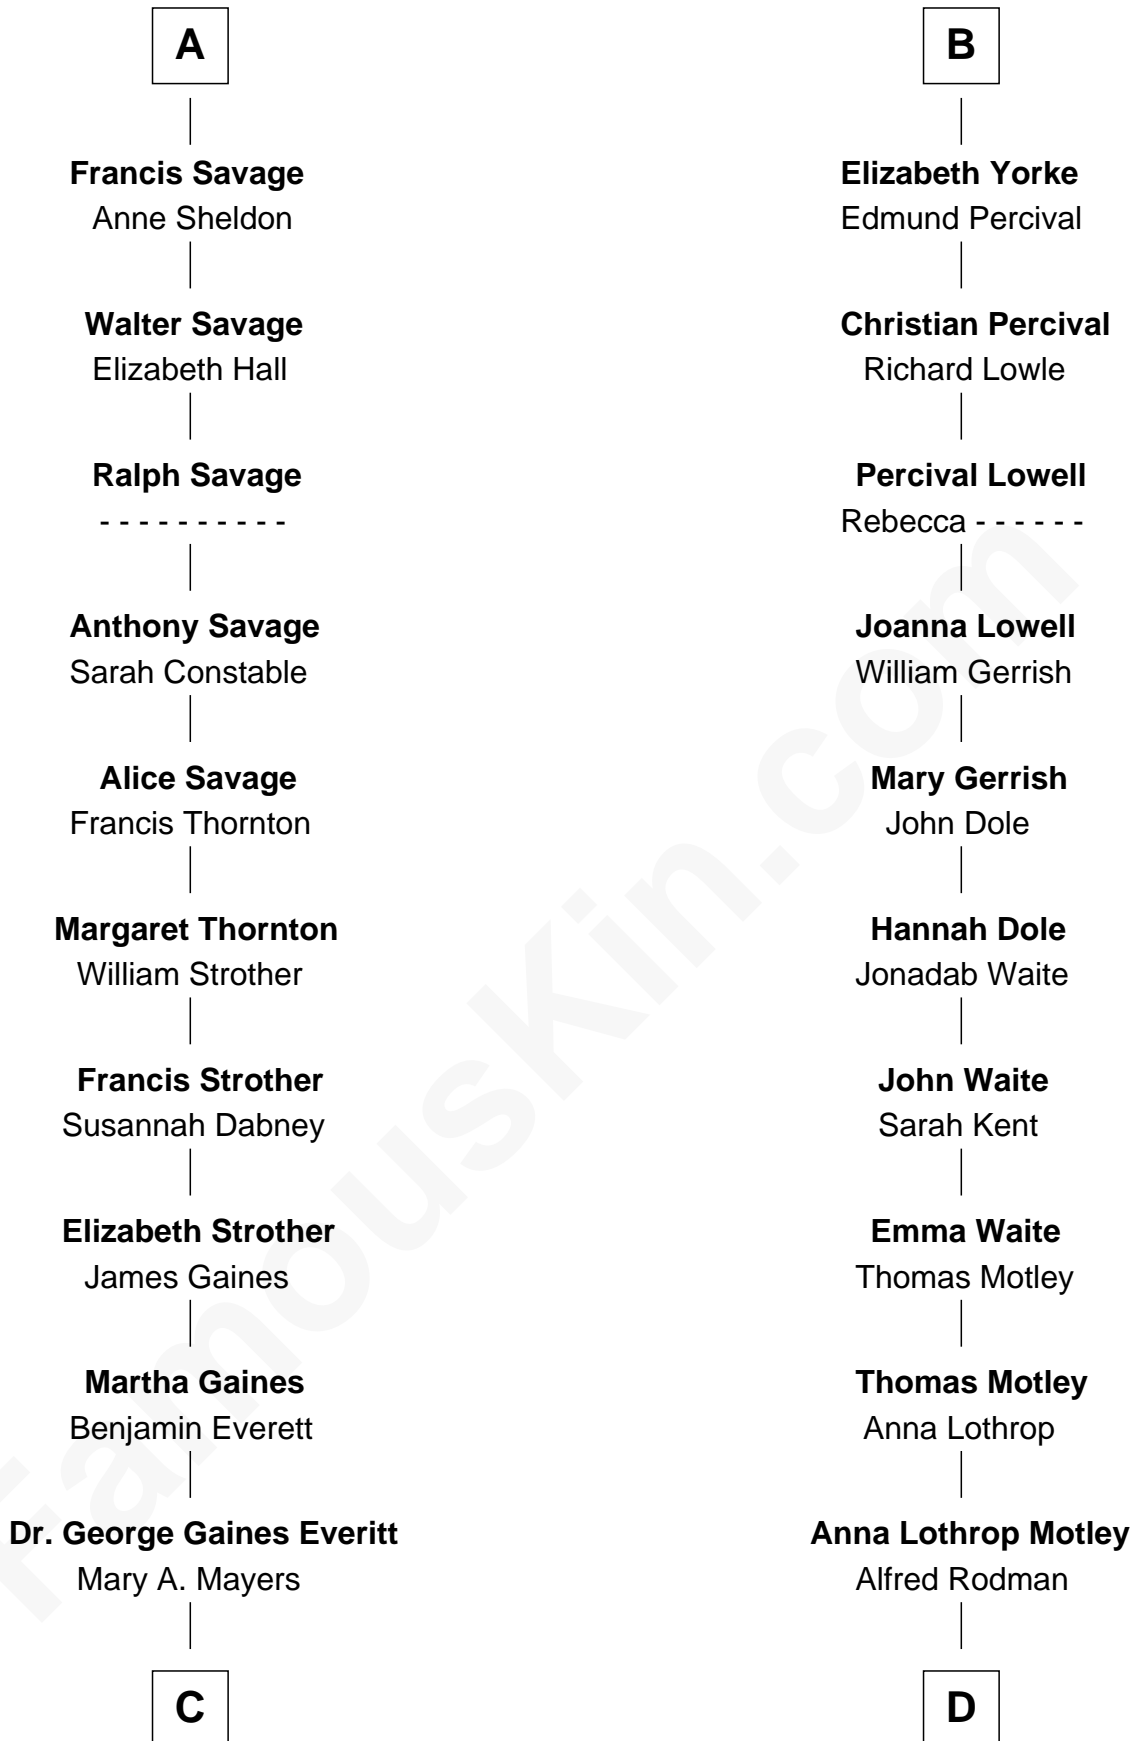 A
Francis Savage
Anne Sheldon
Walter Savage
Elizabeth Hall
Ralph Savage
- - - - - - - - - -
Anthony Savage
Sarah Constable
Alice Savage
Francis Thornton
Margaret Thornton
William Strother
Francis Strother
Susannah Dabney
Elizabeth Strother
James Gaines
Martha Gaines
Benjamin Everett
Dr. George Gaines Everitt
Mary A. Mayers
C
B
Elizabeth Yorke
Edmund Percival
Christian Percival
Richard Lowle
Percival Lowell
Rebecca - - - - - -
Joanna Lowell
William Gerrish
Mary Gerrish
John Dole
Hannah Dole
Jonadab Waite
John Waite
Sarah Kent
Emma Waite
Thomas Motley
Thomas Motley
Anna Lothrop
Anna Lothrop Motley
Alfred Rodman
D
FamousKin.com